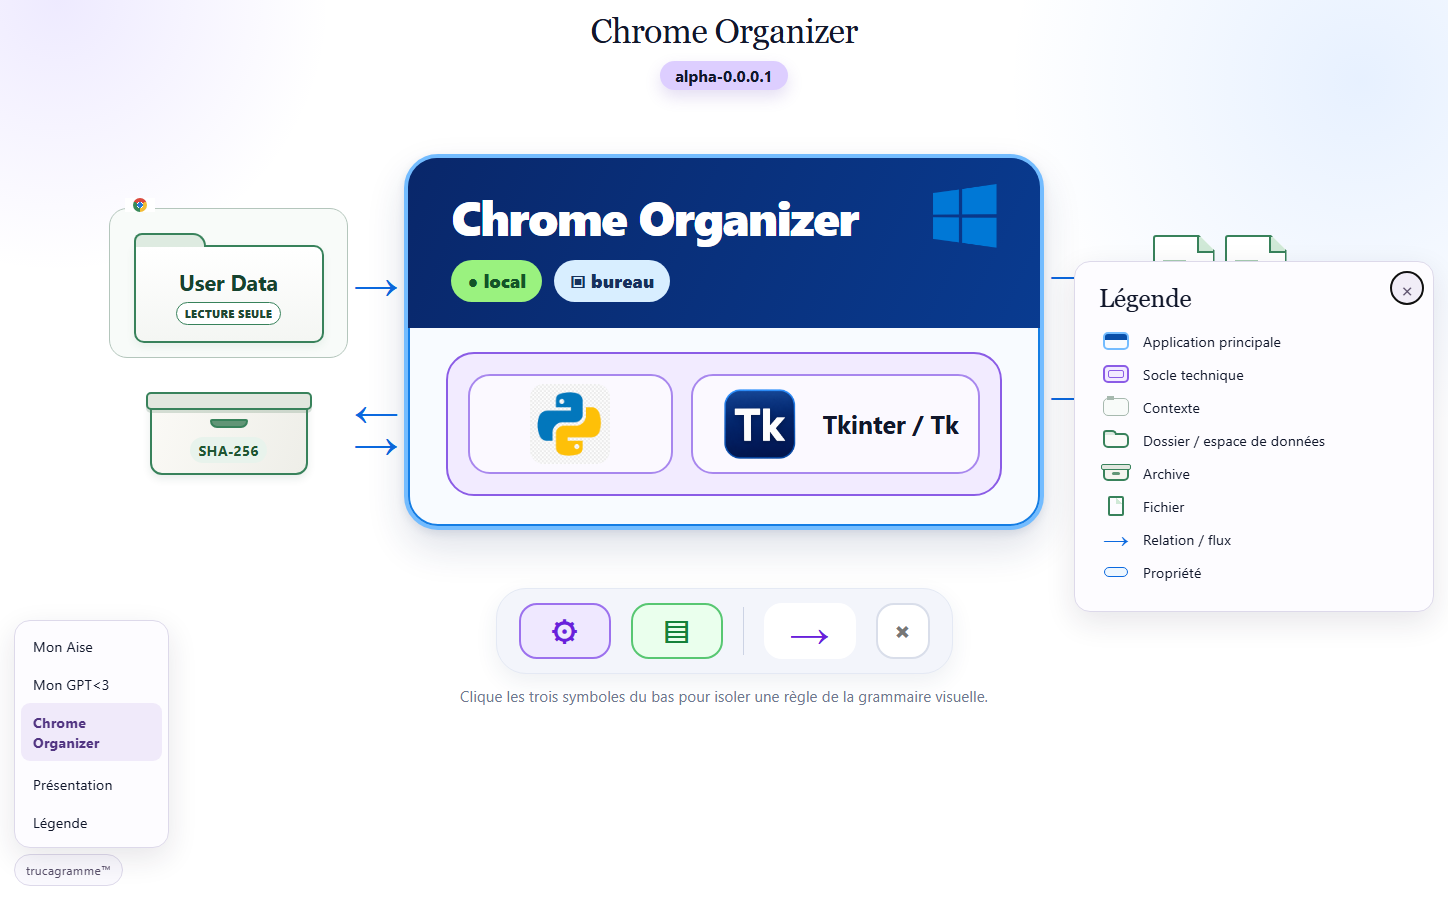 Chrome Organizer
alpha-0.0.0.1
Chrome Organizer
local
bureau
User Data
LECTURE SEULE
SHA-256
Tk
Tkinter / Tk
Légende
×
Application principale
Socle technique
Contexte
Dossier / espace de données
Archive
Fichier
Relation / flux
Propriété
Clique les trois symboles du bas pour isoler une règle de la grammaire visuelle.
Mon Aise
Mon GPT<3
Chrome
Organizer
Présentation
Légende
trucagramme™